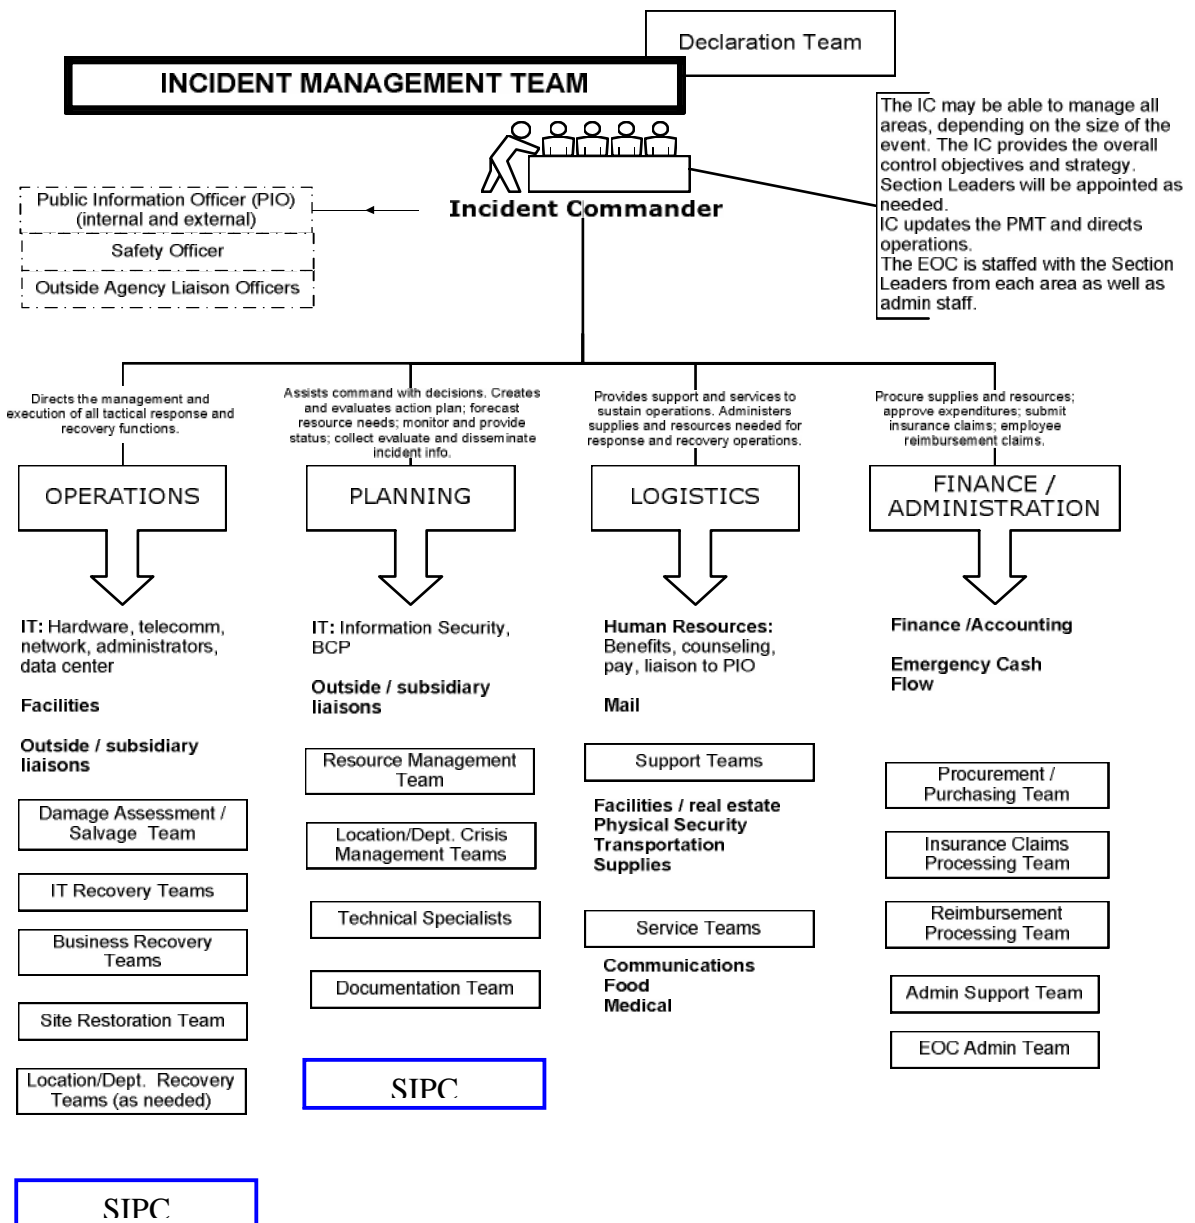 Declaration Team
INCIDENT MANAGEMENT TEAM
The IC may be able to manage all
areas, depending on the size of the
event. The IC provides the overall
control objectives and strategy.
Section Leaders will be appointed as
needed.
IC updates the PMT and directs
operations.
The EOC is staffed with the Section
Leaders from each area as well as
admin staff.
Incident Commander
Public Information Officer (PIO)
(internal and external)
Safety Officer
Outside Agency Liaison Officers
Directs the management and
execution of all tactical response and
recovery functions.
OPERATIONS
IT: Hardware, telecomm,
network, administrators,
data center
Facilities
Outside / subsidiary
liaisons
Damage Assessment /
Salvage Team
IT Recovery Teams
Business Recovery
Teams
Site Restoration Team
Location/Dept. Recovery
Teams (as needed)
SIPC
Assists command with decisions. Creates
and evaluates action plan; forecast
resource needs; monitor and provide
status; collect evaluate and disseminate
incident info.
PLANNING
IT: Information Security,
BCP
Outside / subsidiary
liaisons
Resource Management
Team
Location/Dept. Crisis
Management Teams
Technical Specialists
Documentation Team
SIPC
Provides support and services to
sustain operations. Administers
supplies and resources needed for
response and recovery operations.
LOGISTICS
Human Resources:
Benefits, counseling,
pay, liaison to PIO
Mail
Support Teams
Facilities / real estate
Physical Security
Transportation
Supplies
Service Teams
Communications
Food
Medical
Procure supplies and resources;
approve expenditures; submit
insurance claims; employee
reimbursement claims.
FINANCE /
ADMINISTRATION
Finance /Accounting
Emergency Cash
Flow
Procurement /
Purchasing Team
Insurance Claims
Processing Team
Reimbursement
Processing Team
Admin Support Team
EOC Admin Team